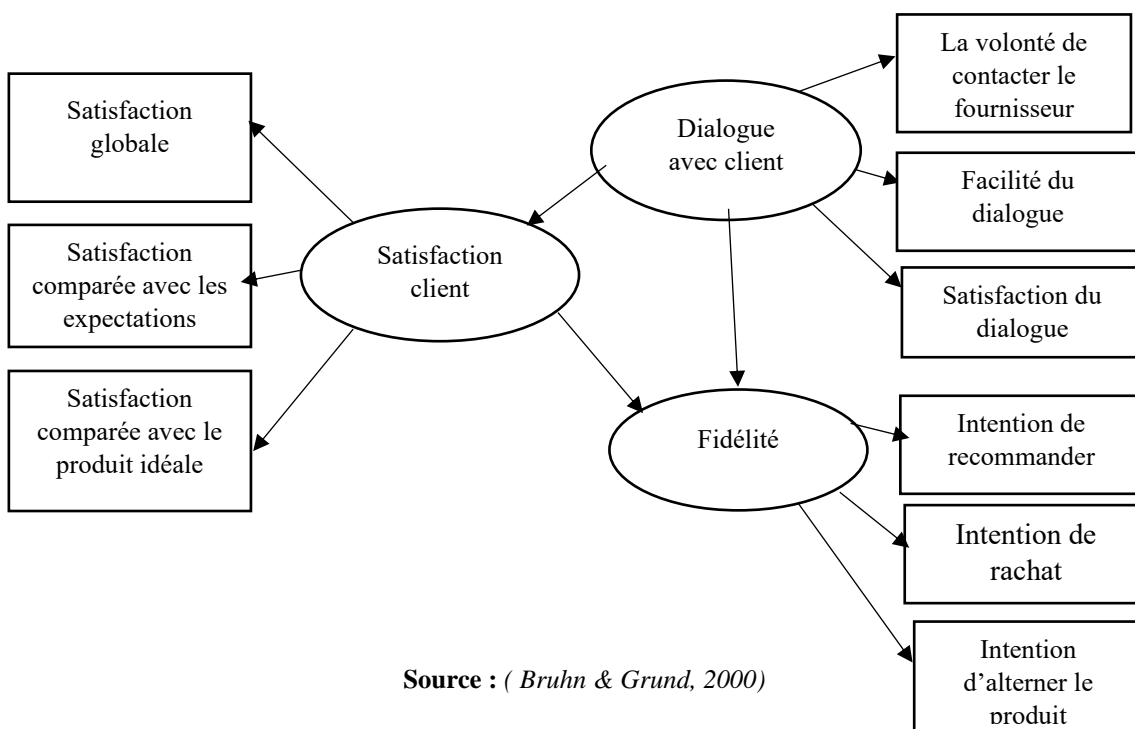 Satisfaction
globale
Satisfaction
comparée avec les
expectations
Satisfaction
comparée avec le
produit idéale
Satisfaction
client
Dialogue
avec client
Fidélité
La volonté de
contacter le
fournisseur
Facilité du
dialogue
Satisfaction du
dialogue
Intention de
recommander
Intention de
rachat
Intention
d’alterner le
produit
Source : ( Bruhn & Grund, 2000)